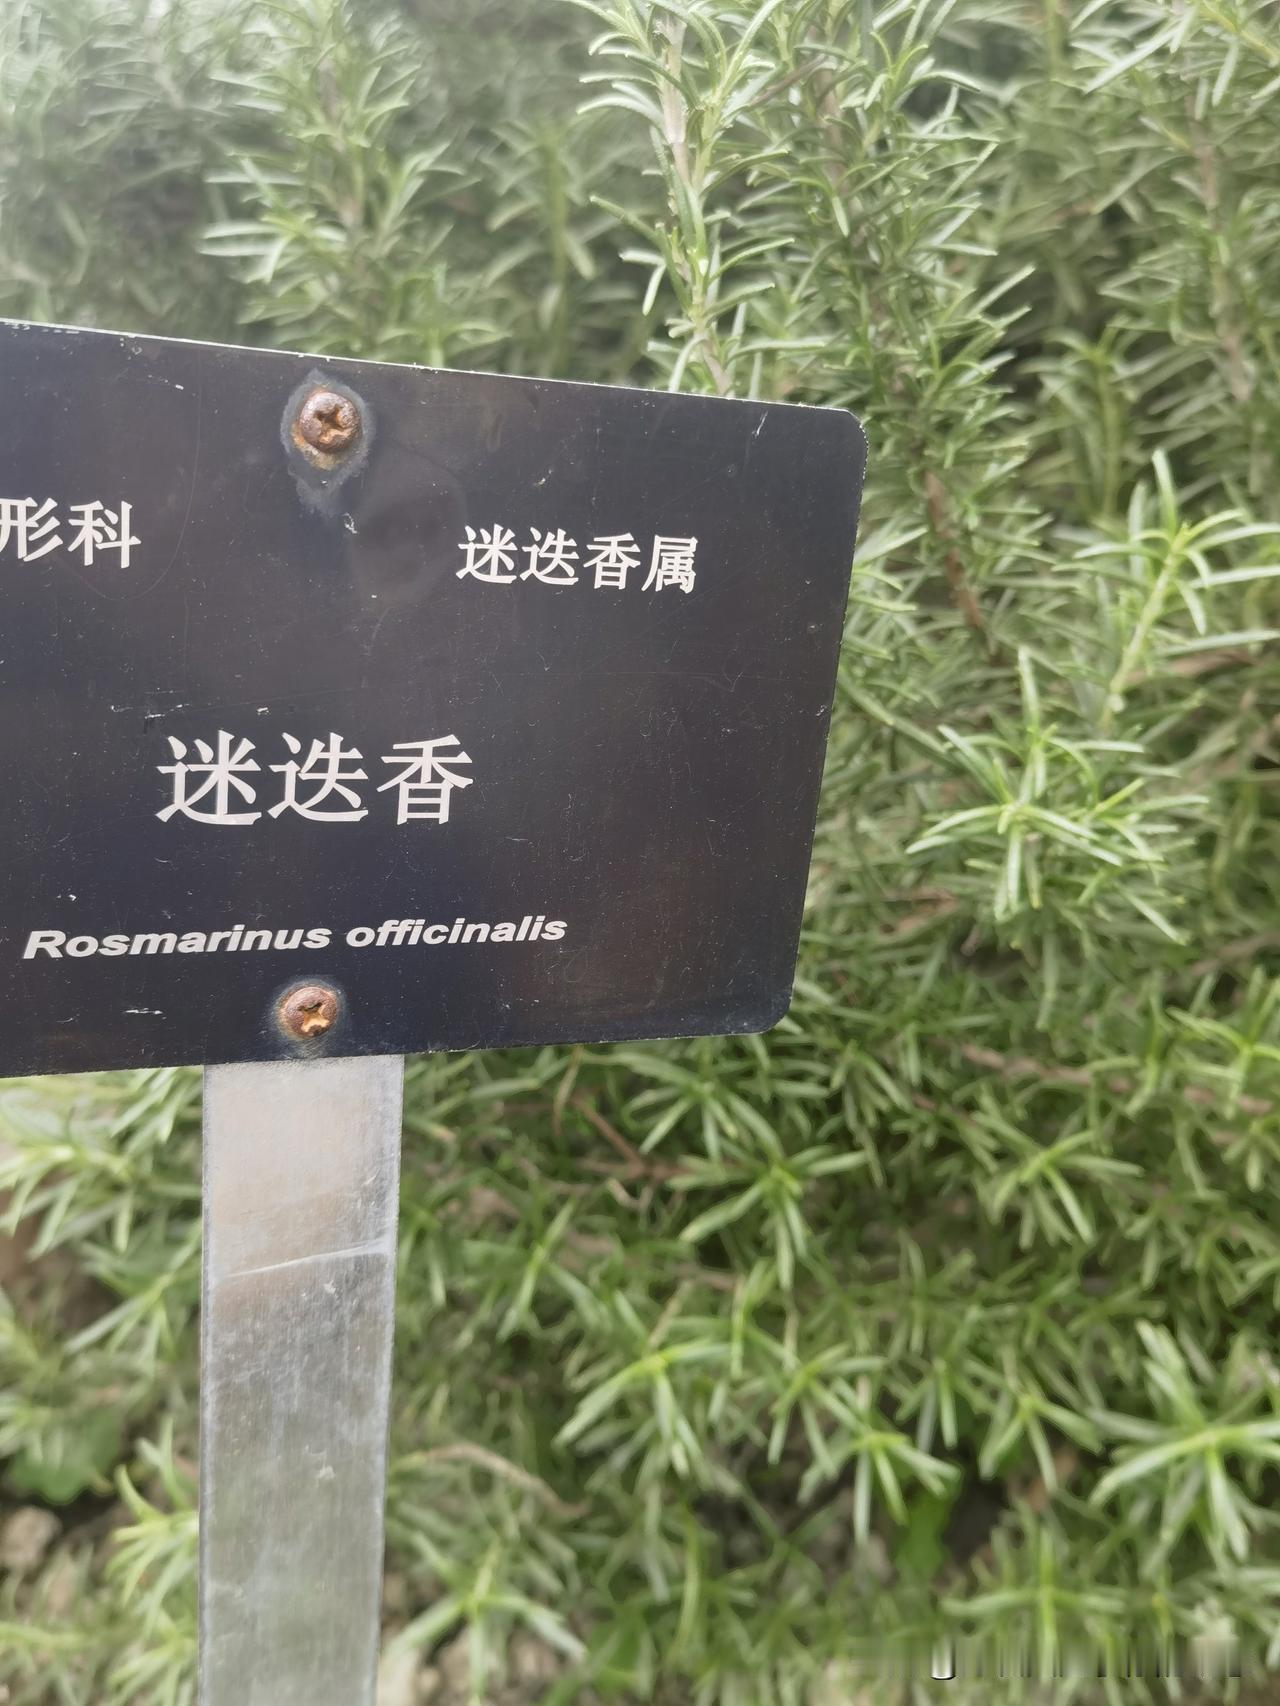 形科 迷迭香属
迷迭香
Rosmarinus officinalis